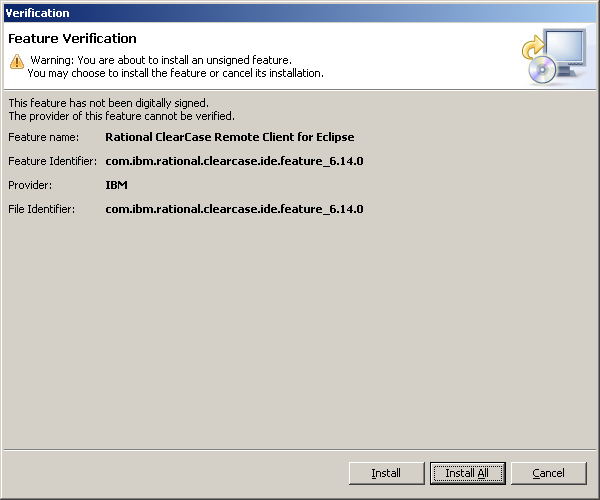 Verification
Feature Verification
Warning: You are about to install an unsigned feature.
You may choose to install the feature or cancel its installation.
This feature has not been digitally signed.
The provider of this feature cannot be verified.
Feature name: Rational ClearCase Remote Client for Eclipse
Feature Identifier: com.ibm.rational.clearcase.ide.feature_6.14.0
Provider: IBM
File Identifier: com.ibm.rational.clearcase.ide.feature_6.14.0
Install Install All Cancel